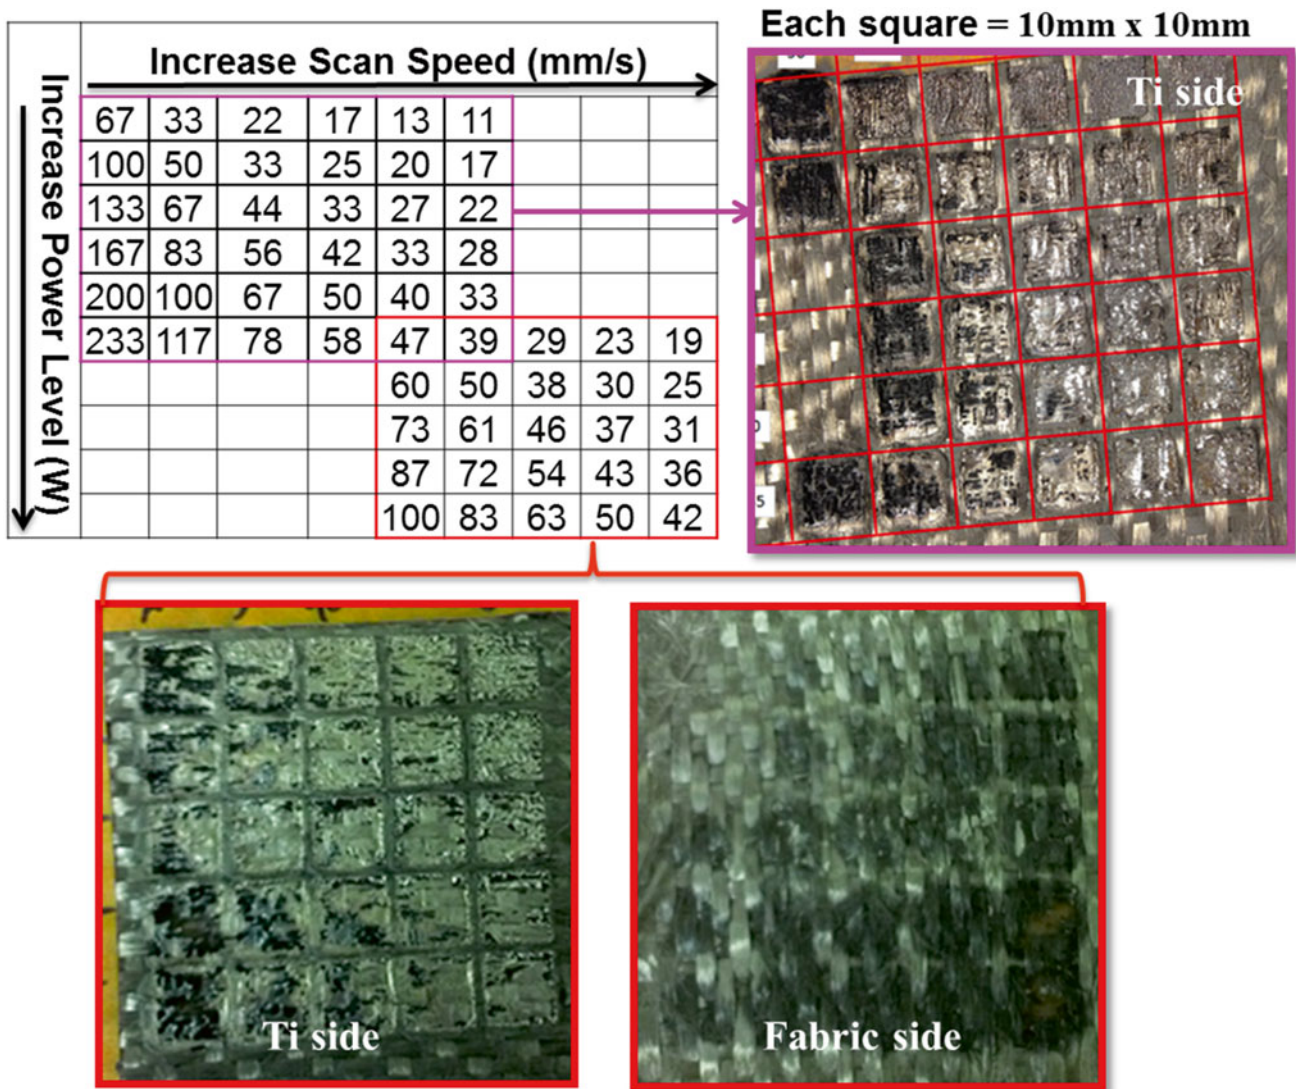 Each square = 10mm x 10mm
Increase Scan Speed (mm/s)
Increase Power Level (W)
67 33 22 17 13 11
100 50 33 25 20 17
133 67 44 33 27 22
167 83 56 42 33 28
200 100 67 50 40 33
233 117 78 58 47 39 29 23 19
60 50 38 30 25
73 61 46 37 31
87 72 54 43 36
100 83 63 50 42
Ti side
Ti side
Fabric side